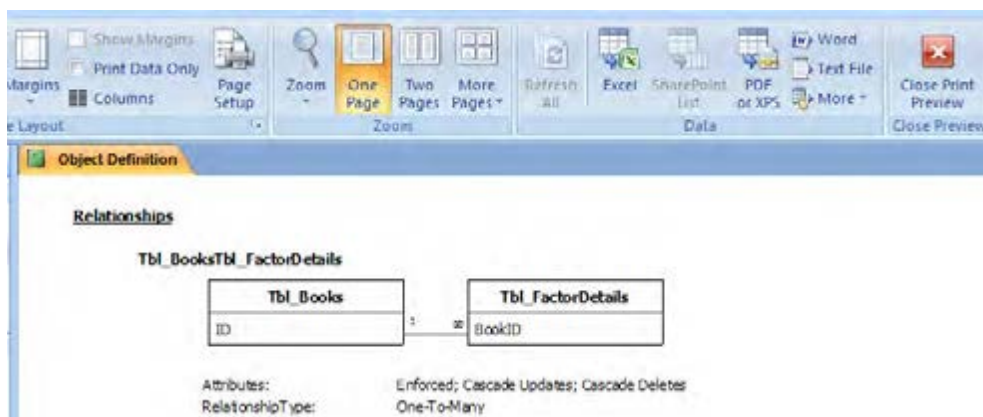 Show Margins
Print Data Only
Columns
Margins
Page Setup
Zoom
One Page
Two Pages
More Pages
Refresh All
Excel
SharePoint List
PDF or XPS
Word
Text File
More
Close Print Preview
e Layout
Zoom
Data
Close Preview
Object Definition
Relationships
Tbl_BooksTbl_FactorDetails
Tbl_Books
Tbl_FactorDetails
ID
1
∞
BookID
Attributes: Enforced; Cascade Updates; Cascade Deletes
RelationshipType: One-To-Many